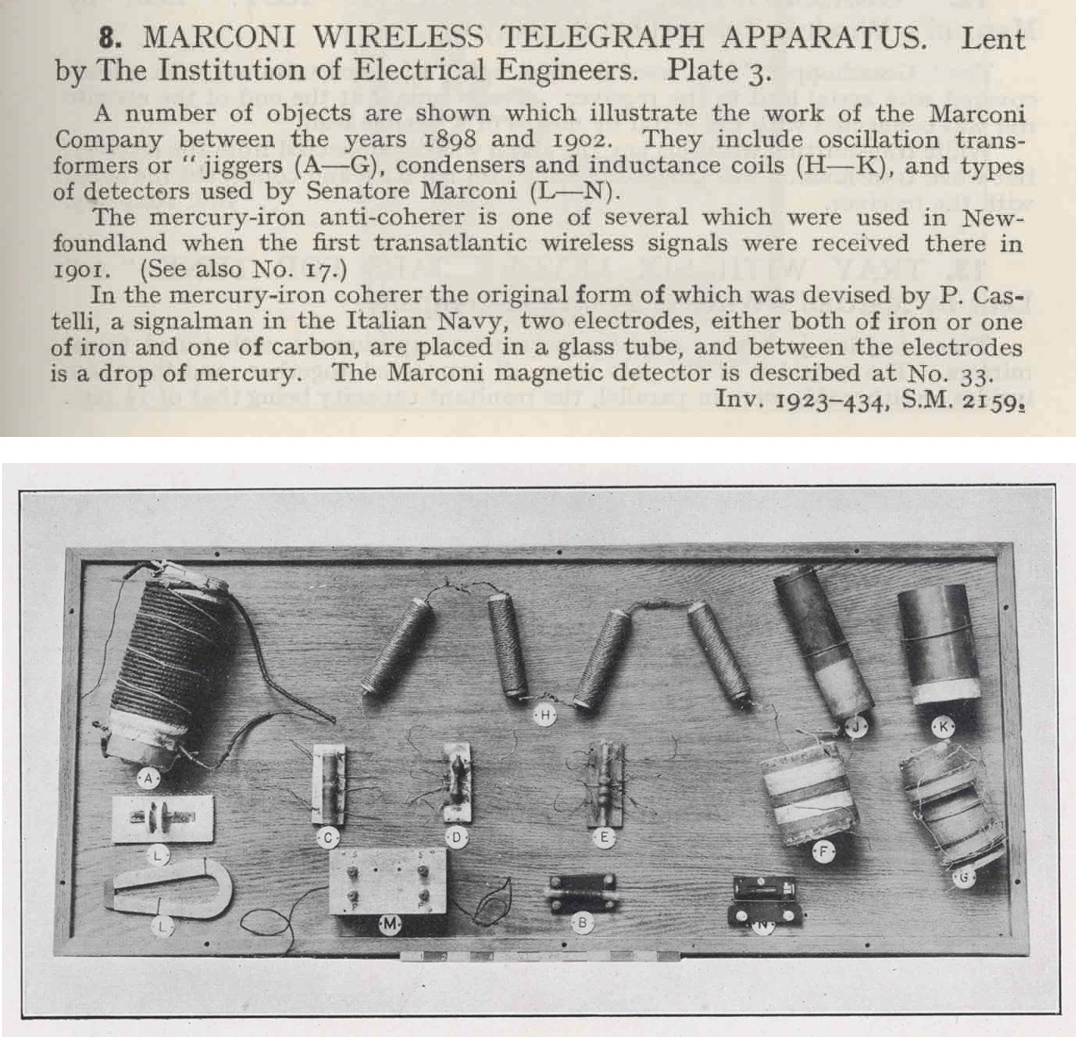 8. MARCONI WIRELESS TELEGRAPH APPARATUS. Lent
by The Institution of Electrical Engineers. Plate 3.
A number of objects are shown which illustrate the work of the Marconi
Company between the years 1898 and 1902. They include oscillation trans-
formers or “ jiggers (A—G), condensers and inductance coils (H—K), and types
of detectors used by Senatore Marconi (L—N).
The mercury-iron anti-coherer is one of several which were used in New-
foundland when the first transatlantic wireless signals were received there in
1901. (See also No. 17.)
In the mercury-iron coherer the original form of which was devised by P. Cas-
telli, a signalman in the Italian Navy, two electrodes, either both of iron or one
of iron and one of carbon, are placed in a glass tube, and between the electrodes
is a drop of mercury. The Marconi magnetic detector is described at No. 33.
Inv. 1923–434, S.M. 2159.
H
J
K
A
C
D
E
F
G
L
S S
P P
L
M
B
N